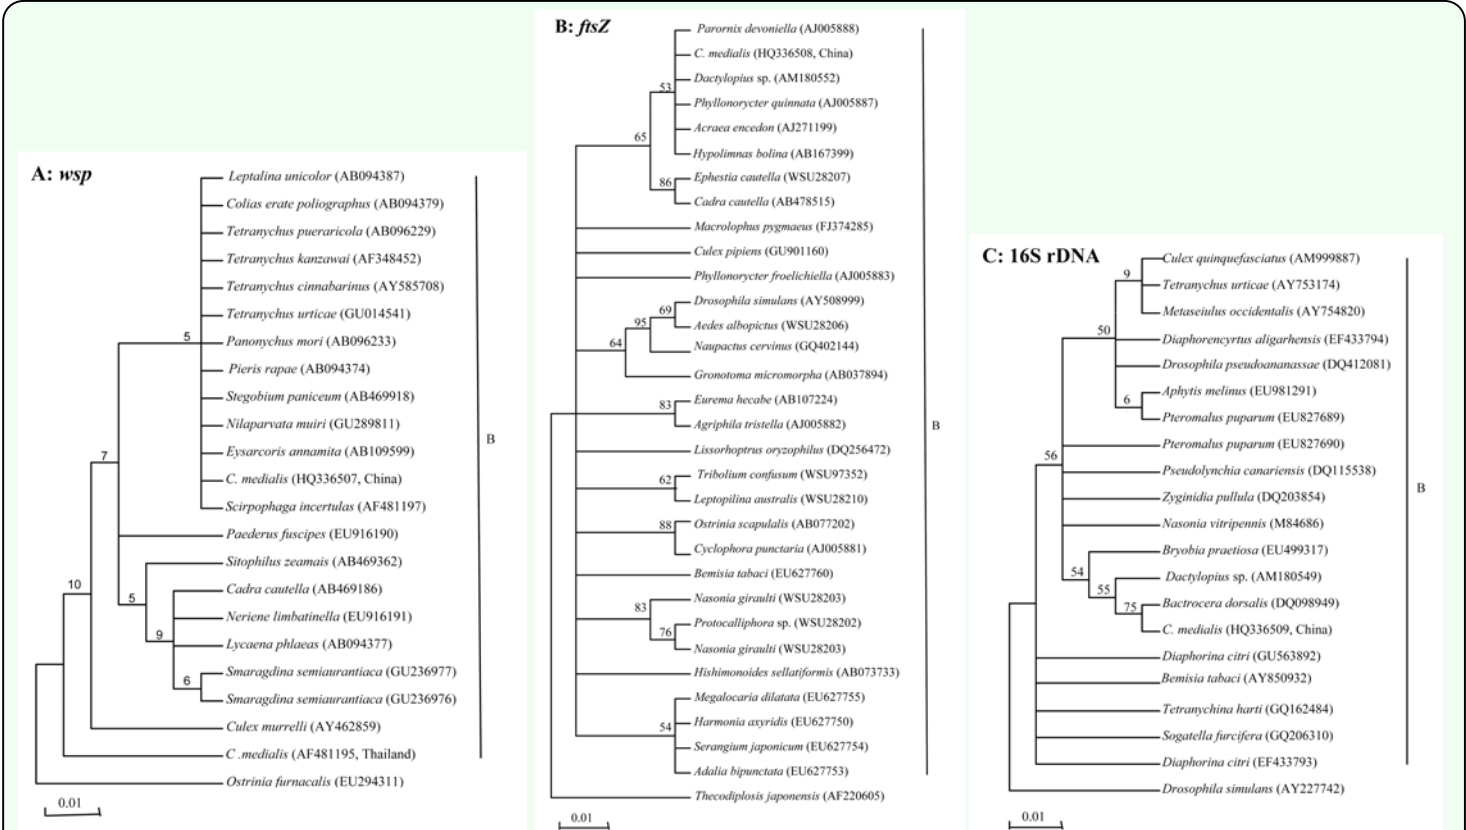 A: wsp
Leptalina unicolor (AB094387)
Colias erate poliographus (AB094379)
Tetranychus pueraricola (AB096229)
Tetranychus kanzawai (AF348452)
Tetranychus cinnabarinus (AY585708)
Tetranychus urticae (GU014541)
5
Panonychus mori (AB096233)
Pieris rapae (AB094374)
Stegobium paniceum (AB469918)
Nilaparvata muiri (GU289811)
Eysarcoris annamita (AB109599)
B
7
C. medialis (HQ336507, China)
Scirpophaga incertulas (AF481197)
Paederus fuscipes (EU916190)
Sitophilus zeamais (AB469362)
10
Cadra cautella (AB469186)
5
Neriene limbatinella (EU916191)
9
Lycaena phlaeas (AB094377)
Smaragdina semiaurantiaca (GU236977)
6
Smaragdina semiaurantiaca (GU236976)
Culex murrelli (AY462859)
C .medialis (AF481195, Thailand)
Ostrinia furnacalis (EU294311)
0.01
B: ftsZ
Parornix devoniella (AJ005888)
C. medialis (HQ336508, China)
Dactylopius sp. (AM180552)
53
Phyllonorycter quinnata (AJ005887)
Acraea encedon (AJ271199)
65
Hypolimnas bolina (AB167399)
Ephestia cautella (WSU28207)
86
Cadra cautella (AB478515)
Macrolophus pygmaeus (FJ374285)
Culex pipiens (GU901160)
Phyllonorycter froelichiella (AJ005883)
Drosophila simulans (AY508999)
69
95
Aedes albopictus (WSU28206)
64
Naupactus cervinus (GQ402144)
Gronotoma micromorpha (AB037894)
Eurema hecabe (AB107224)
83
Agriphila tristella (AJ005882)
B
Lissorhoptrus oryzophilus (DQ256472)
Tribolium confusum (WSU97352)
62
Leptopilina australis (WSU28210)
Ostrinia scapulalis (AB077202)
88
Cyclophora punctaria (AJ005881)
Bemisia tabaci (EU627760)
Nasonia giraulti (WSU28203)
83
Protocalliphora sp. (WSU28202)
76
Nasonia giraulti (WSU28203)
Hishimonoides sellatiformis (AB073733)
Megalocaria dilatata (EU627755)
Harmonia axyridis (EU627750)
54
Serangium japonicum (EU627754)
Adalia bipunctata (EU627753)
Thecodiplosis japonensis (AF220605)
0.01
C: 16S rDNA
Culex quinquefasciatus (AM999887)
9
Tetranychus urticae (AY753174)
Metaseiulus occidentalis (AY754820)
50
Diaphorencyrtus aligarhensis (EF433794)
Drosophila pseudoananassae (DQ412081)
Aphytis melinus (EU981291)
6
Pteromalus puparum (EU827689)
Pteromalus puparum (EU827690)
56
Pseudolynchia canariensis (DQ115538)
B
Zyginidia pullula (DQ203854)
Nasonia vitripennis (M84686)
Bryobia praetiosa (EU499317)
54
Dactylopius sp. (AM180549)
55
Bactrocera dorsalis (DQ098949)
75
C. medialis (HQ336509, China)
Diaphorina citri (GU563892)
Bemisia tabaci (AY850932)
Tetranychina harti (GQ162484)
Sogatella furcifera (GQ206310)
Diaphorina citri (EF433793)
Drosophila simulans (AY227742)
0.01